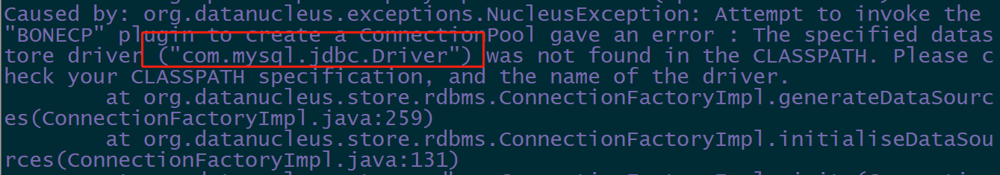 Caused by: org.datanucleus.exceptions.NucleusException: Attempt to invoke the
"BONECP" plugin to create a ConnectionPool gave an error : The specified datas
tore driver ("com.mysql.jdbc.Driver") was not found in the CLASSPATH. Please c
heck your CLASSPATH specification, and the name of the driver.
at org.datanucleus.store.rdbms.ConnectionFactoryImpl.generateDataSourc
es(ConnectionFactoryImpl.java:259)
at org.datanucleus.store.rdbms.ConnectionFactoryImpl.initialiseDataSou
rces(ConnectionFactoryImpl.java:131)